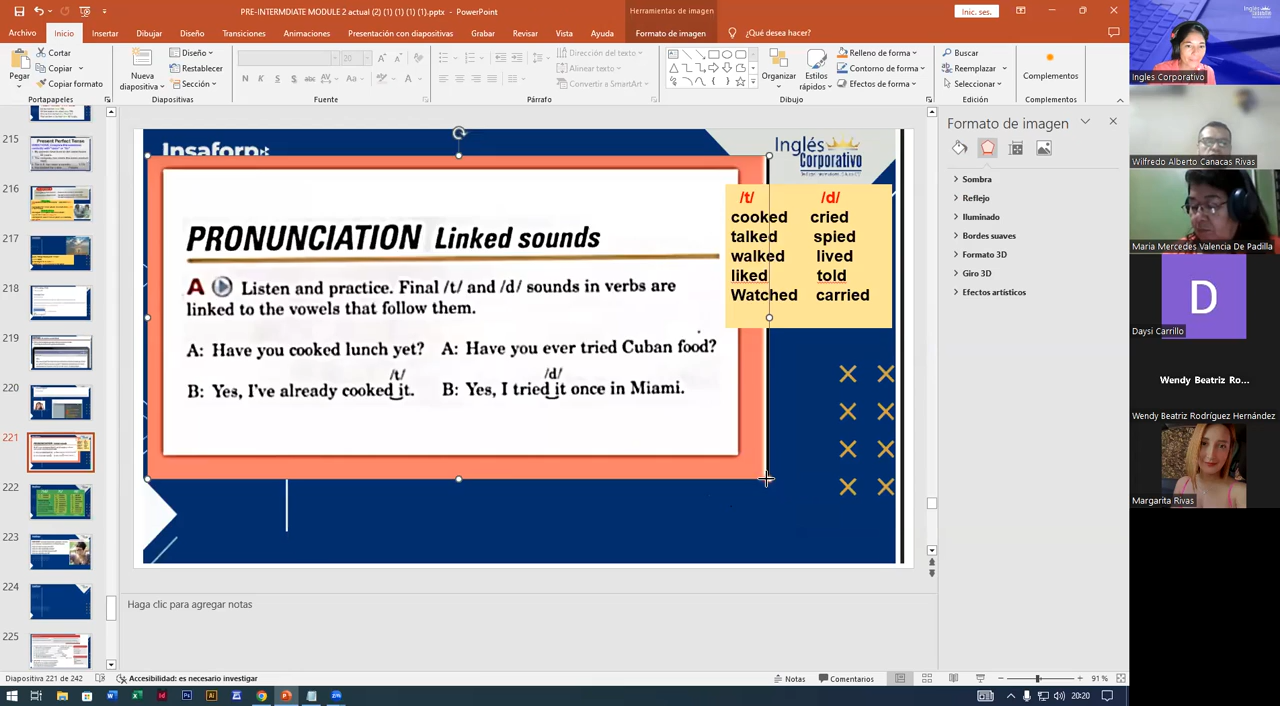 PRE-INTERMDIATE MODULE 2 actual (2) (1) (1) (1).pptx - PowerPoint
Herramientas de imagen
Inic. ses.
Archivo Inicio Insertar Dibujar Diseño Transiciones Animaciones Presentación con diapositivas Grabar Revisar Vista Ayuda Formato de imagen ¿Qué desea hacer?
Pegar
Cortar
Copiar
Copiar formato
Portapapeles
Nueva diapositiva
Diseño
Restablecer
Sección
Diapositivas
20
N K S S abc AV Aa A
Fuente
Dirección del texto
Alinear texto
Convertir a SmartArt
Párrafo
Organizar
Estilos rápidos
Relleno de forma
Contorno de forma
Efectos de forma
Dibujo
Buscar
Reemplazar
Seleccionar
Edición
Complementos
Complementos
215
216
217
218
219
220
221
222
223
224
225
Insaforp
Inglés
Corporativo
PRONUNCIATION Linked sounds
A Listen and practice. Final /t/ and /d/ sounds in verbs are
linked to the vowels that follow them.
A: Have you cooked lunch yet? A: Have you ever tried Cuban food?
/t/ /d/
B: Yes, I've already cooked it. B: Yes, I tried it once in Miami.
/t/ /d/
cooked cried
talked spied
walked lived
liked told
Watched carried
Formato de imagen
Sombra
Reflejo
Iluminado
Bordes suaves
Formato 3D
Giro 3D
Efectos artísticos
Haga clic para agregar notas
Diapositiva 221 de 242
Accesibilidad: es necesario investigar
Notas
Comentarios
91 %
20:20
Inglés Corporativo
Wilfredo Alberto Canacas Rivas
Maria Mercedes Valencia De Padilla
D
Daysi Carrillo
Wendy Beatriz Ro...
Wendy Beatriz Rodríguez Hernández
Margarita Rivas